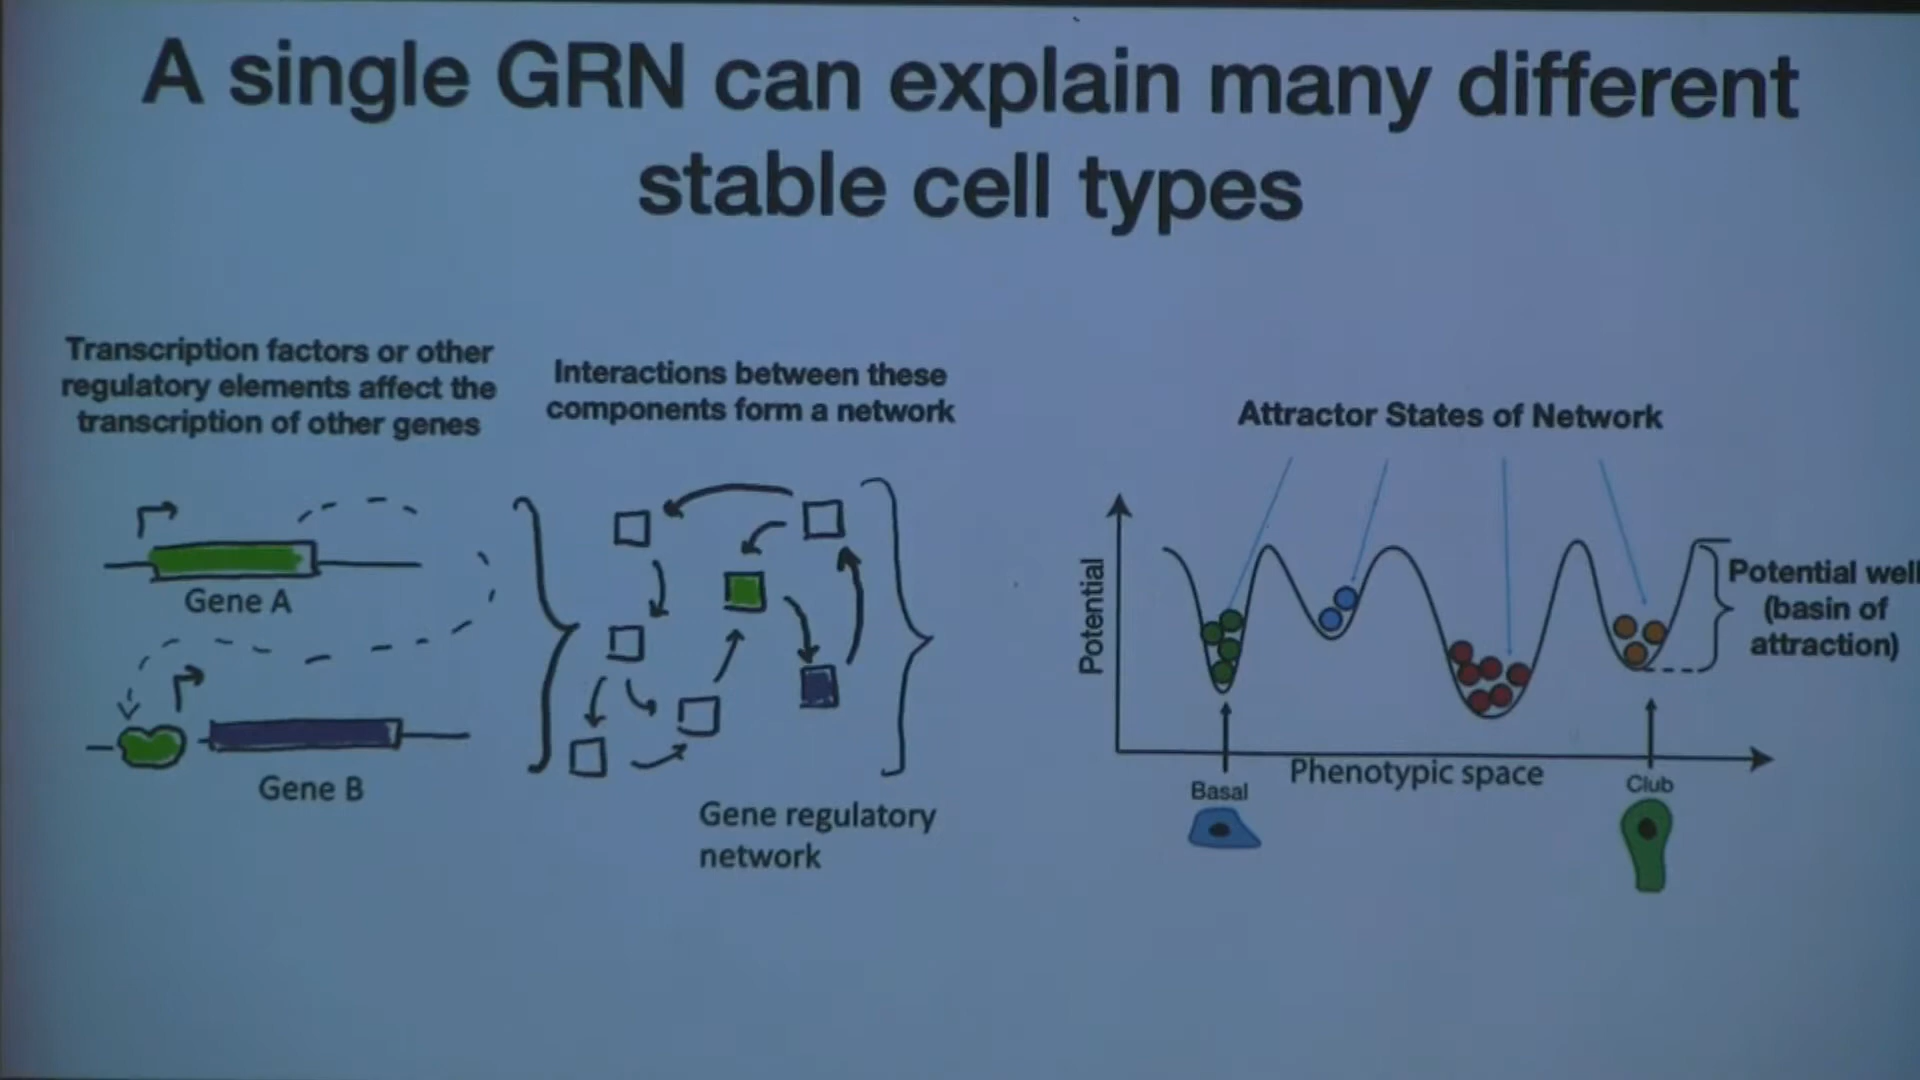 A single GRN can explain many different
stable cell types
Transcription factors or other
regulatory elements affect the
transcription of other genes
Gene A
Gene B
Interactions between these
components form a network
Gene regulatory
network
Attractor States of Network
Potential
Potential well
(basin of
attraction)
Phenotypic space
Basal
Club